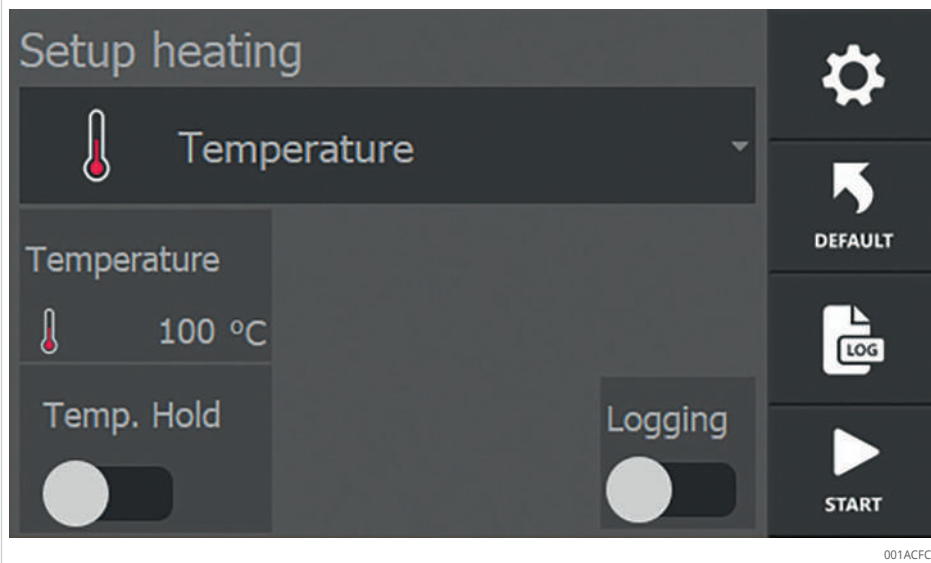 Setup heating
Temperature
DEFAULT
Temperature
100 °C
LOG
Temp. Hold
Logging
START
001ACFC